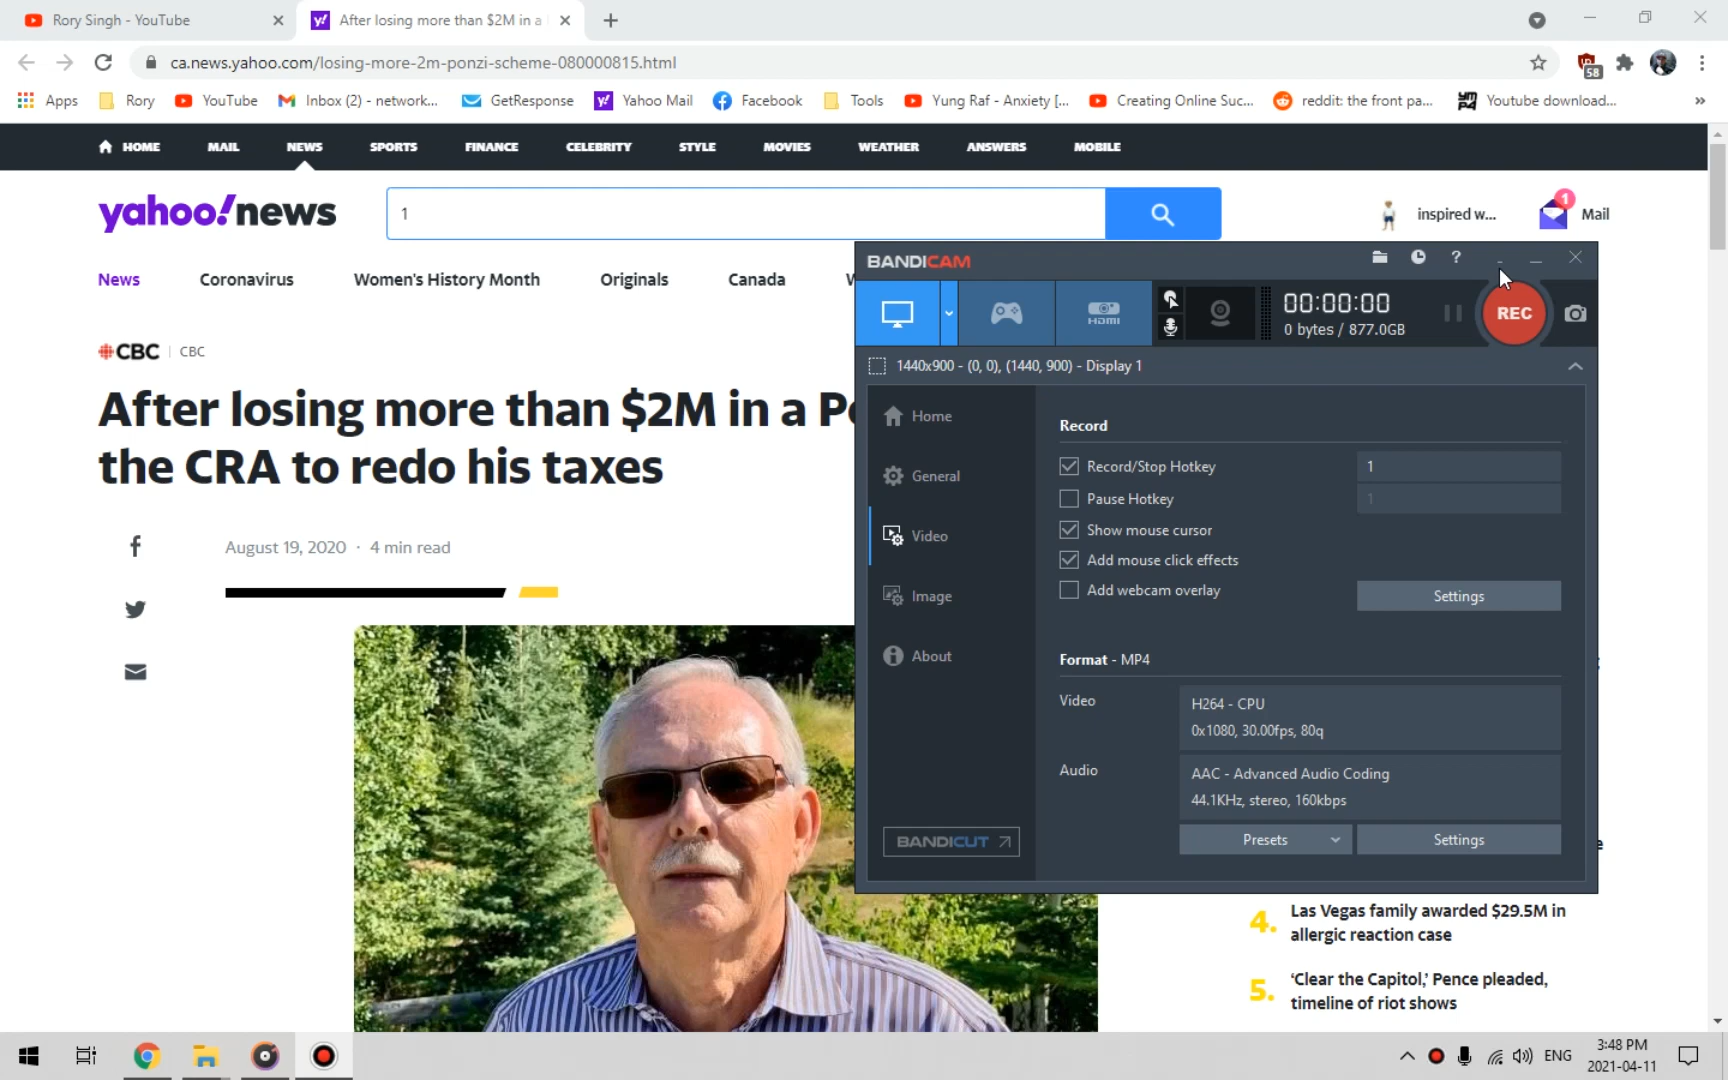 Rory Singh - YouTube
After losing more than $2M in a
ca.news.yahoo.com/losing-more-2m-ponzi-scheme-080000815.html
58
Apps
Rory
YouTube
Inbox (2) - network...
GetResponse
Yahoo Mail
Facebook
Tools
Yung Raf - Anxiety [...
Creating Online Suc...
reddit: the front pa...
Youtube download...
HOME
MAIL
NEWS
SPORTS
FINANCE
CELEBRITY
STYLE
MOVIES
WEATHER
ANSWERS
MOBILE
yahoo!news
1
inspired w...
1
Mail
News
Coronavirus
Women's History Month
Originals
Canada
CBC | CBC
After losing more than $2M in a
the CRA to redo his taxes
August 19, 2020 · 4 min read
BANDICAM
HDMI
00:00:00
0 bytes / 877.0GB
REC
1440x900 - (0, 0), (1440, 900) - Display 1
Home
General
Video
Image
About
BANDICUT
Record
Record/Stop Hotkey
1
Pause Hotkey
1
Show mouse cursor
Add mouse click effects
Add webcam overlay
Settings
Format - MP4
Video
H264 - CPU
0x1080, 30.00fps, 80q
Audio
AAC - Advanced Audio Coding
44.1KHz, stereo, 160kbps
Presets
Settings
4. Las Vegas family awarded $29.5M in
allergic reaction case
5. 'Clear the Capitol,' Pence pleaded,
timeline of riot shows
ENG
3:48 PM
2021-04-11